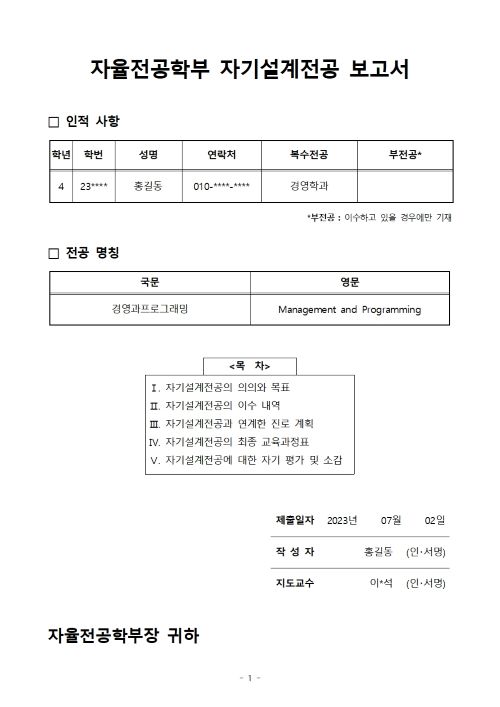 자율전공학부 자기설계전공 보고서
□ 인적 사항
학년 학번 성명 연락처 복수전공 부전공*
4 23**** 홍길동 010-****-**** 경영학과
*부전공 : 이수하고 있을 경우에만 기재
□ 전공 명칭
국문 영문
경영과프로그래밍 Management and Programming
<목 차>
Ⅰ. 자기설계전공의 의의와 목표
Ⅱ. 자기설계전공의 이수 내역
Ⅲ. 자기설계전공과 연계한 진로 계획
Ⅳ. 자기설계전공의 최종 교육과정표
Ⅴ. 자기설계전공에 대한 자기 평가 및 소감
제출일자 2023년 07월 02일
작 성 자 홍길동 (인·서명)
지도교수 이*석 (인·서명)
자율전공학부장 귀하
- 1 -